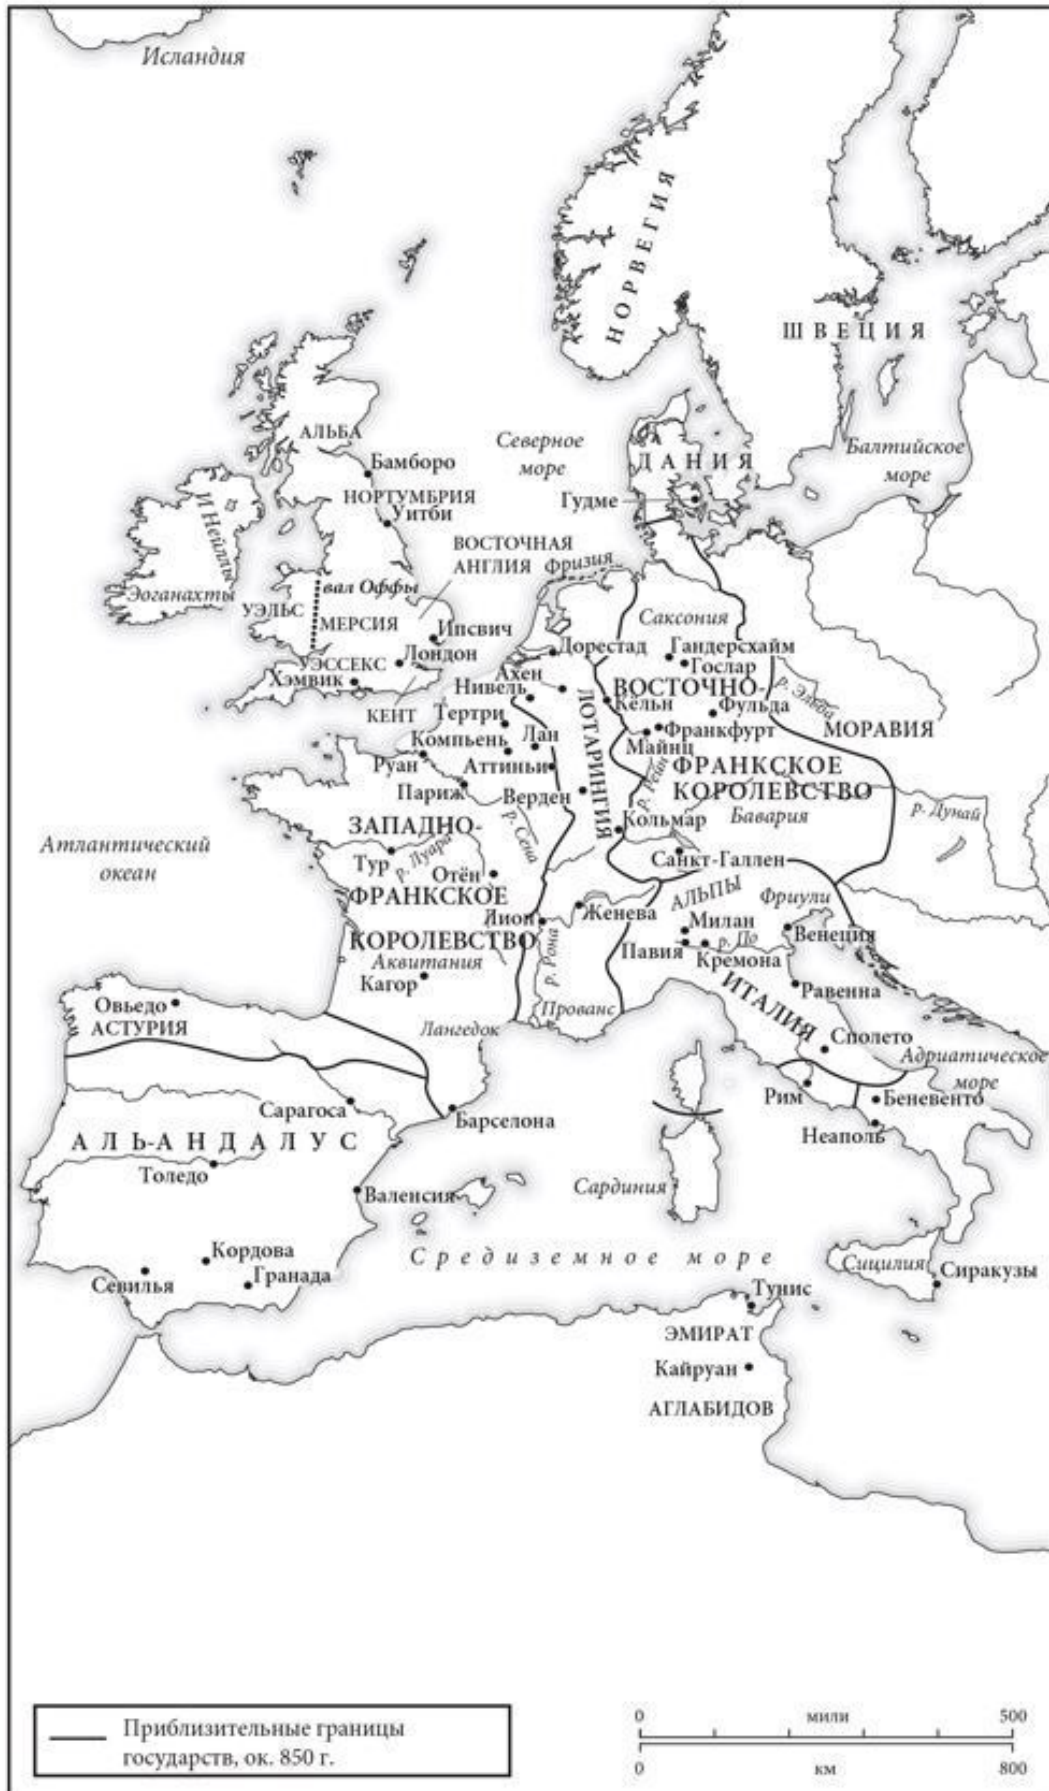 Исландия
НОРВЕГИЯ
ШВЕЦИЯ
АЛЬБА
Северное
море
Балтийское
море
ДАНИЯ
Бамборо
Гудме
НОРТУМБРИЯ
Уитби
И Нейллы
ВОСТОЧНАЯ
АНГЛИЯ
Фризия
Эоганахты
вал Оффы
УЭЛЬС
МЕРСИЯ
Саксония
Ипсвич
Дорестад
Гандерсхайм
Гослар
УЭССЕКС
Лондон
Хэмвик
Ахен
Нивель
ВОСТОЧНО-
р. Эльба
Кёльн
Фульда
КЕНТ
Тертри
ЛОТАРИНГИЯ
МОРАВИЯ
Компьень
Лан
Франкфурт
Майнц
Руан
Аттиньи
ФРАНКСКОЕ
КОРОЛЕВСТВО
р. Рейн
Париж
Верден
Бавария
р. Дунай
р. Сена
ЗАПАДНО-
Кольмар
Атлантический
океан
Тур
р. Луара
Санкт-Галлен
Отён
ФРАНКСКОЕ
АЛЬПЫ
Фриули
Лион
Женева
Милан
Венеция
КОРОЛЕВСТВО
р. Рона
Павия
р. По
Кремона
Аквитания
Кагор
Равенна
Овьедо
АСТУРИЯ
Прованс
ИТАЛИЯ
Лангедок
Сполето
Адриатическое
море
Рим
Беневенто
Сарагоса
Барселона
Неаполь
АЛЬ-АНДАЛУС
Толедо
Сардиния
Валенсия
Кордова
Средиземное море
Севилья
Гранада
Сицилия
Сиракузы
Тунис
ЭМИРАТ
Кайруан
АГЛАБИДОВ
Приблизительные границы
государств, ок. 850 г.
0 мили 500
0 км 800